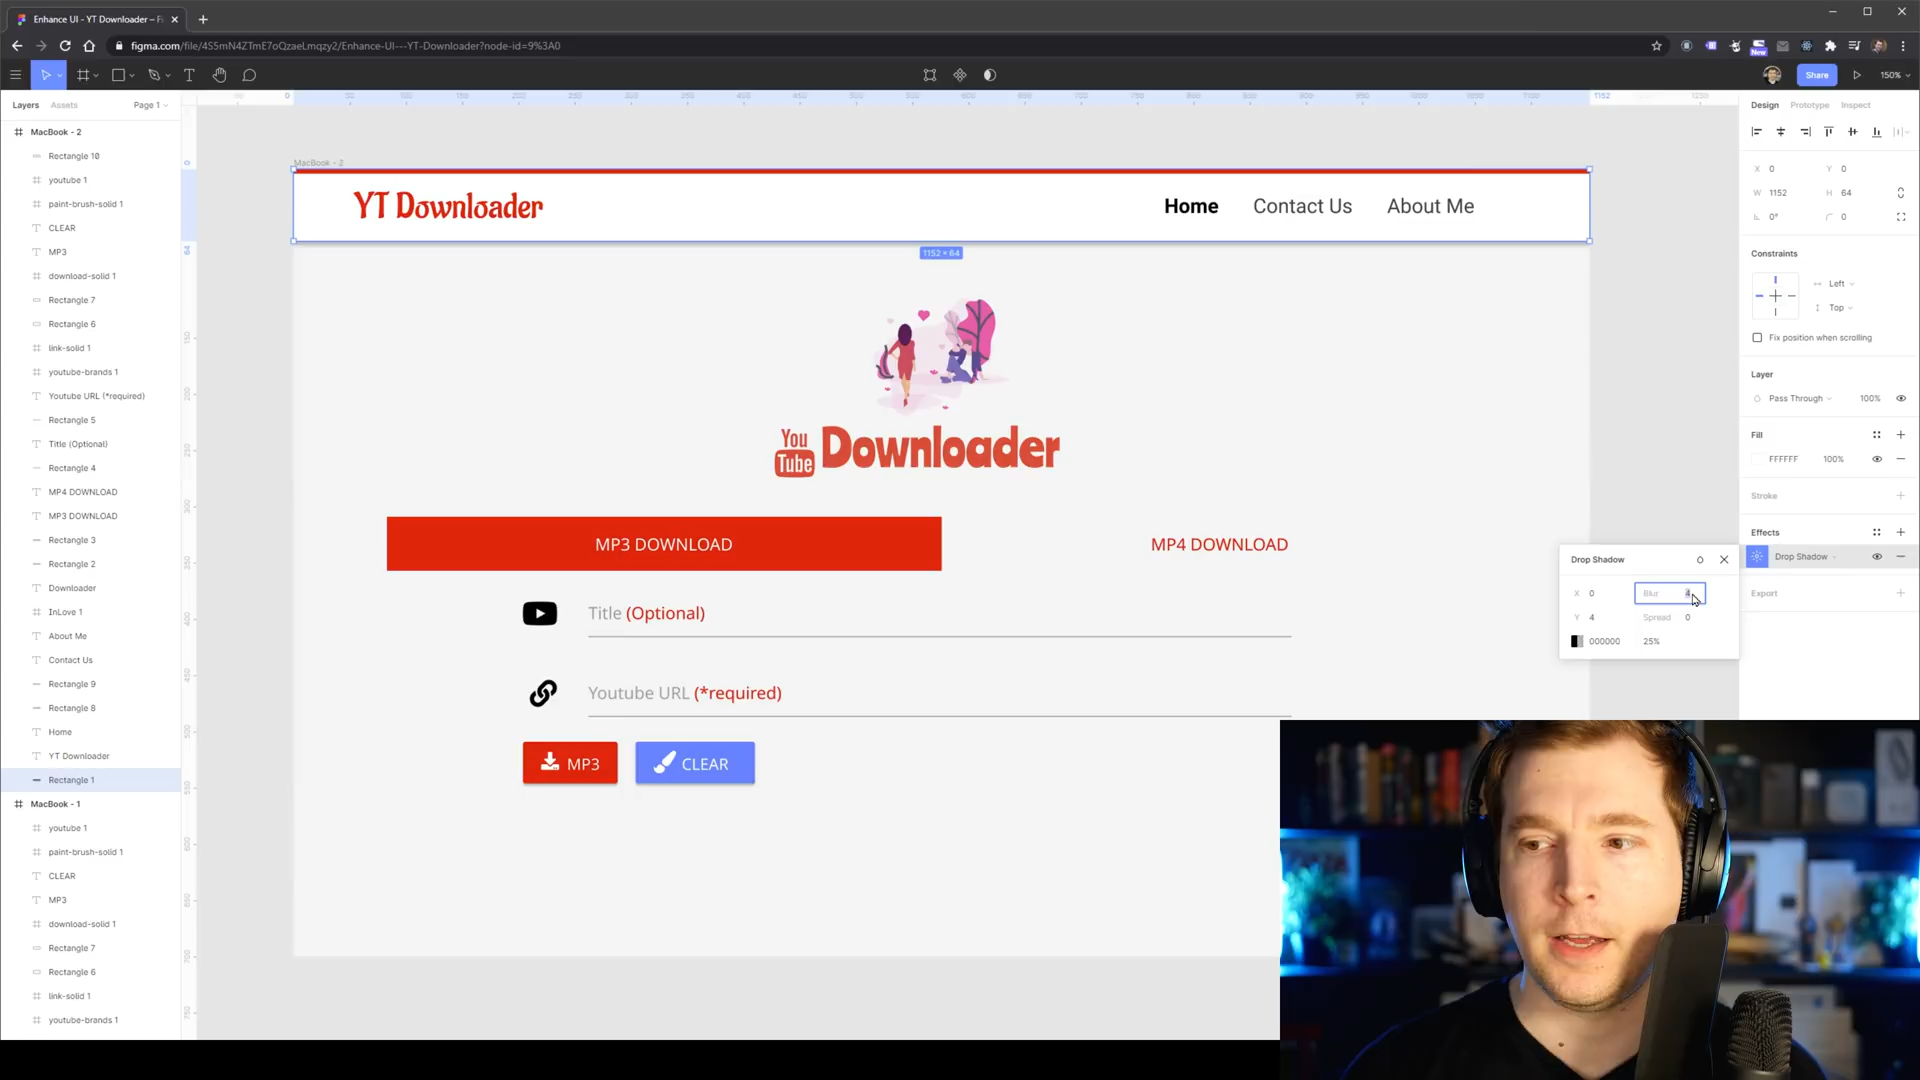 Enhance UI - YT Downloader – Fi
figma.com/file/4S5mN4ZTmE7oQzaeLmqzy2/Enhance-UI---YT-Downloader?node-id=9%3A0
New
Share
150%
Layers
Assets
Page 1
MacBook - 2
Rectangle 10
youtube 1
paint-brush-solid 1
CLEAR
MP3
download-solid 1
Rectangle 7
Rectangle 6
link-solid 1
youtube-brands 1
Youtube URL (*required)
Rectangle 5
Title (Optional)
Rectangle 4
MP4 DOWNLOAD
MP3 DOWNLOAD
Rectangle 3
Rectangle 2
Downloader
InLove 1
About Me
Contact Us
Rectangle 9
Rectangle 8
Home
YT Downloader
Rectangle 1
MacBook - 1
youtube 1
paint-brush-solid 1
CLEAR
MP3
download-solid 1
Rectangle 7
Rectangle 6
link-solid 1
youtube-brands 1
0
1152
0
64
MacBook - 2
YT Downloader
Home
Contact Us
About Me
1152 × 64
You
Tube
Downloader
MP3 DOWNLOAD
MP4 DOWNLOAD
Title (Optional)
Youtube URL (*required)
MP3
CLEAR
Drop Shadow
X 0
Blur 4
Y 4
Spread 0
000000 25%
Design
Prototype
Inspect
X 0
Y 0
W 1152
H 64
0°
0
Constraints
Left
Top
Fix position when scrolling
Layer
Pass Through
100%
Fill
FFFFFF 100%
Stroke
Effects
Drop Shadow
Export